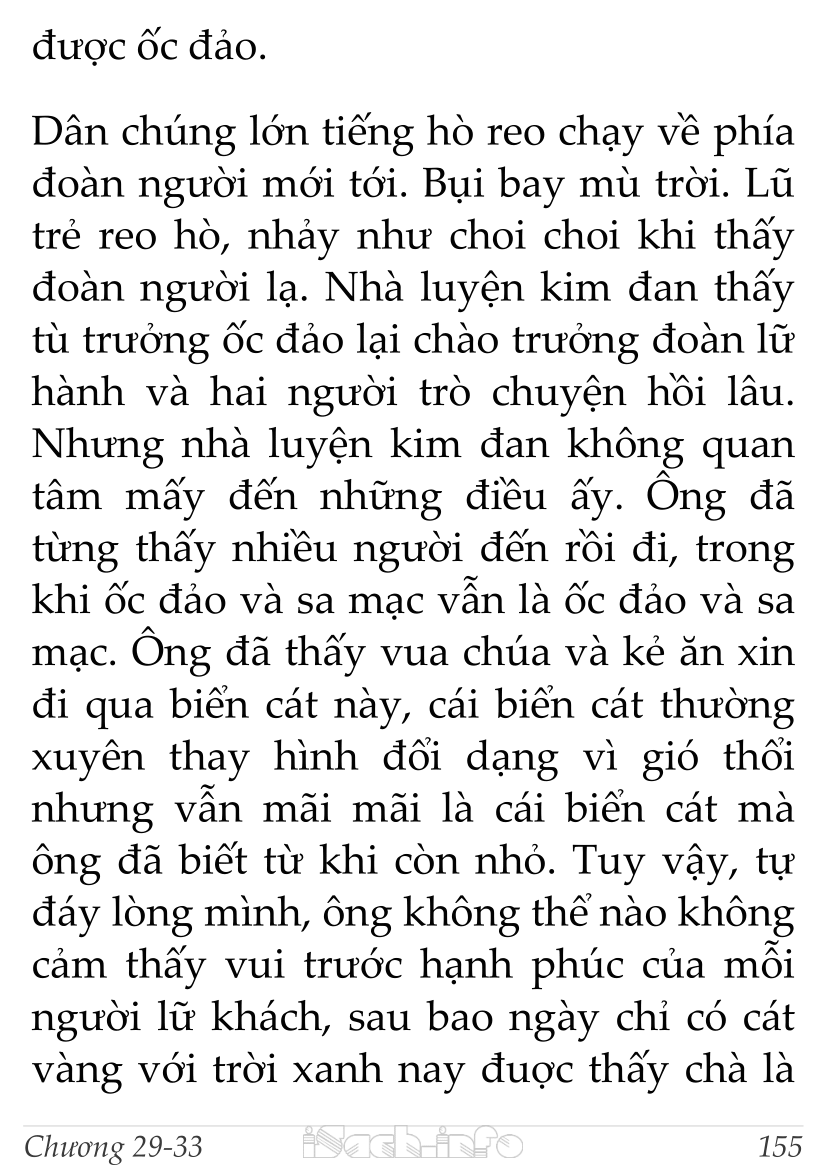 được ốc đảo.
Dân chúng lớn tiếng hò reo chạy về phía
đoàn người mới tới. Bụi bay mù trời. Lũ
trẻ reo hò, nhảy như choi choi khi thấy
đoàn người lạ. Nhà luyện kim đan thấy
tù trưởng ốc đảo lại chào trưởng đoàn lữ
hành và hai người trò chuyện hồi lâu.
Nhưng nhà luyện kim đan không quan
tâm mấy đến những điều ấy. Ông đã
từng thấy nhiều người đến rồi đi, trong
khi ốc đảo và sa mạc vẫn là ốc đảo và sa
mạc. Ông đã thấy vua chúa và kẻ ăn xin
đi qua biển cát này, cái biển cát thường
xuyên thay hình đổi dạng vì gió thổi
nhưng vẫn mãi mãi là cái biển cát mà
ông đã biết từ khi còn nhỏ. Tuy vậy, tự
đáy lòng mình, ông không thể nào không
cảm thấy vui trước hạnh phúc của mỗi
người lữ khách, sau bao ngày chỉ có cát
vàng với trời xanh nay đuợc thấy chà là
Chương 29-33 iSach.info 155